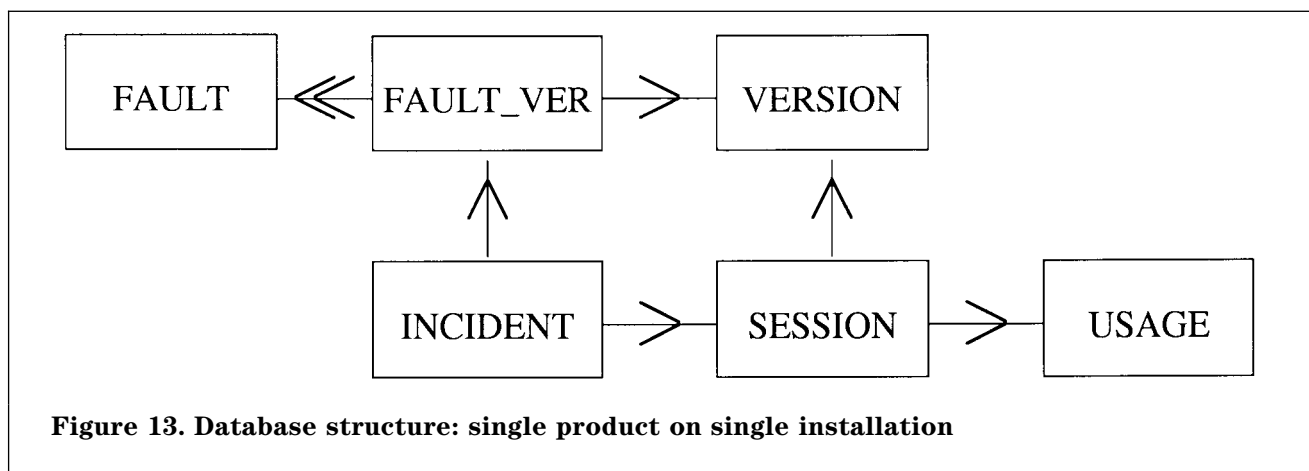 FAULT
FAULT_VER
VERSION
INCIDENT
SESSION
USAGE
Figure 13. Database structure: single product on single installation